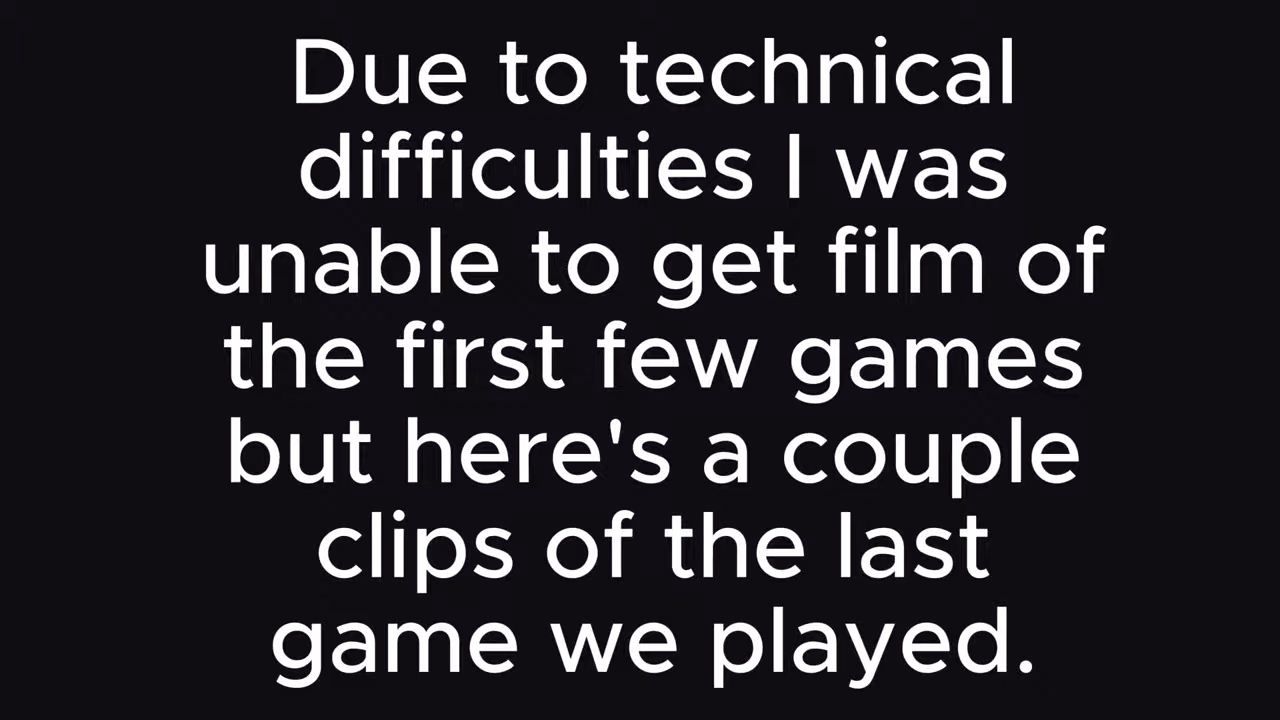 Due to technical
difficulties I was
unable to get film of
the first few games
but here's a couple
clips of the last
game we played.